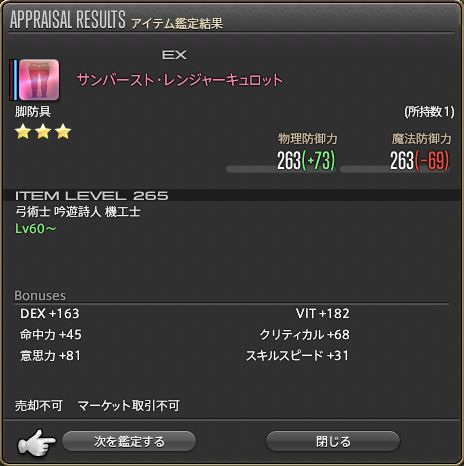 APPRAISAL RESULTS アイテム鑑定結果
EX
サンバースト・レンジャーキュロット
脚防具 (所持数1)
物理防御力 魔法防御力
263(+73) 263(-69)
ITEM LEVEL 265
弓術士 吟遊詩人 機工士
Lv60～
Bonuses
DEX +163 VIT +182
命中力 +45 クリティカル +68
意思力 +81 スキルスピード +31
売却不可 マーケット取引不可
次を鑑定する 閉じる